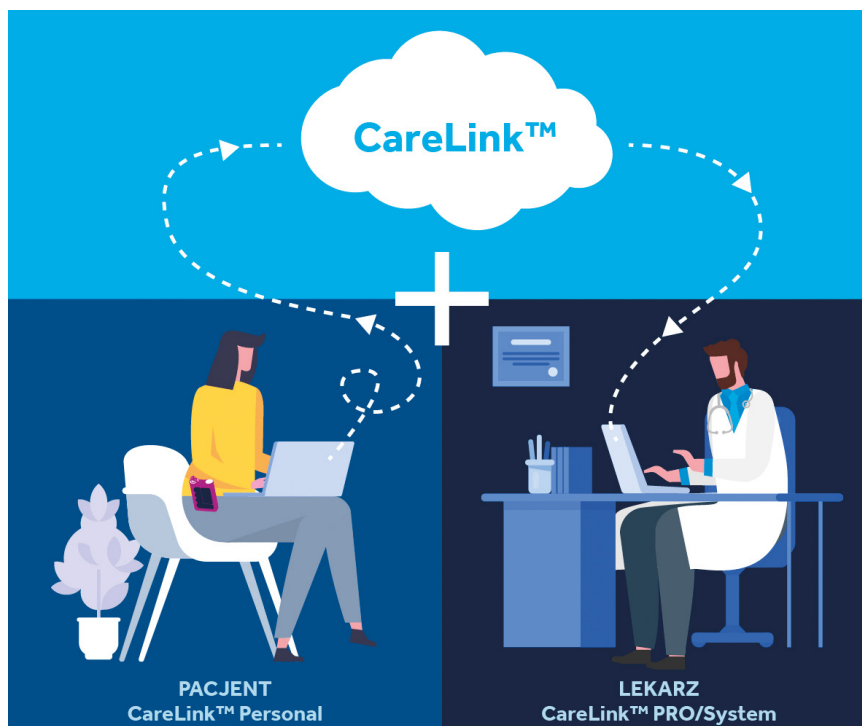 CareLink™
PACJENT
CareLink™ Personal
LEKARZ
CareLink™ PRO/System